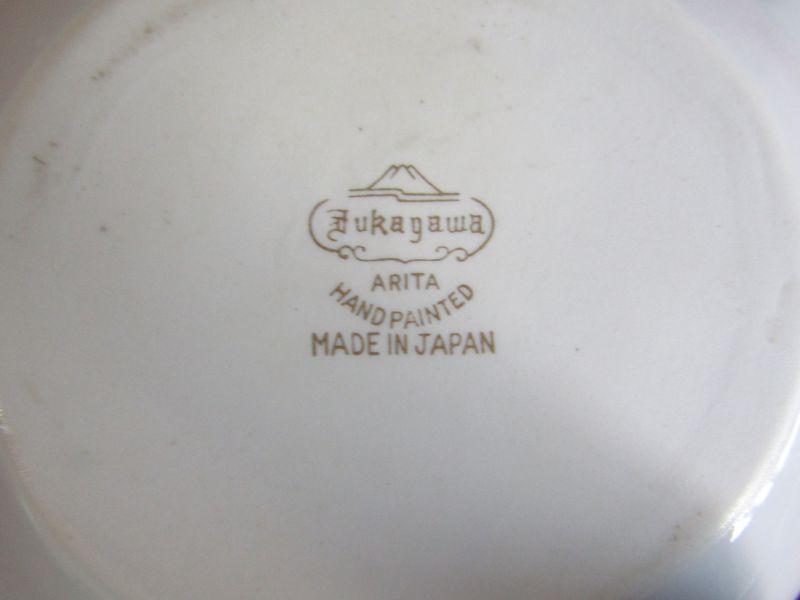 Fukagawa
ARITA
HAND PAINTED
MADE IN JAPAN